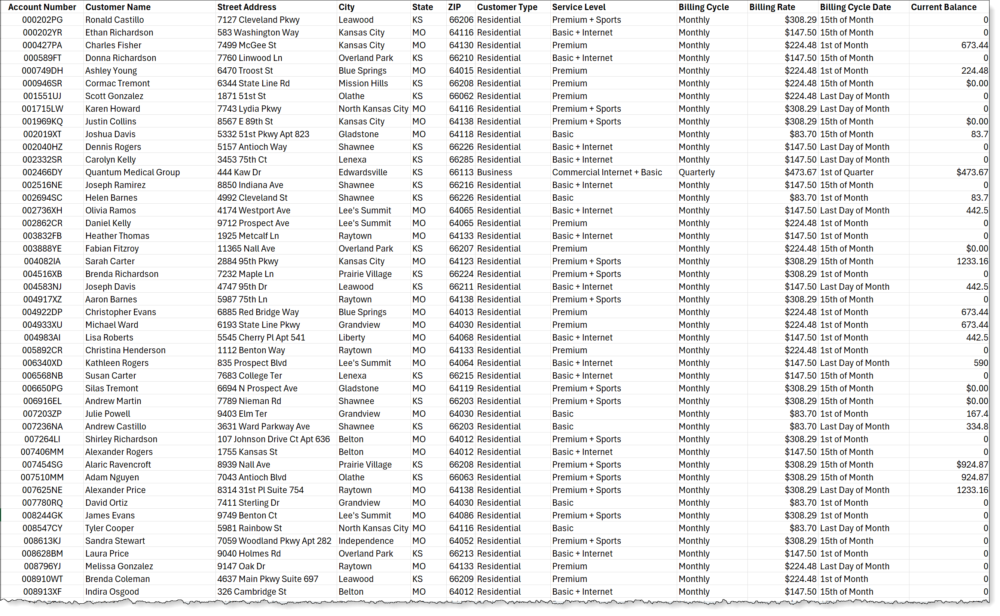 Account Number Customer Name Street Address City State ZIP Customer Type Service Level Billing Cycle Billing Rate Billing Cycle Date Current Balance
000202PG Ronald Castillo 7127 Cleveland Pkwy Leawood KS 66206 Residential Premium + Sports Monthly $308.29 15th of Month 0
000202YR Ethan Richardson 583 Washington Way Kansas City MO 64116 Residential Basic + Internet Monthly $147.50 15th of Month 0
000427PA Charles Fisher 7499 McGee St Kansas City MO 64130 Residential Premium Monthly $224.48 1st of Month 673.44
000589FT Donna Richardson 7760 Linwood Ln Overland Park KS 66210 Residential Basic + Internet Monthly $147.50 15th of Month 0
000749DH Ashley Young 6470 Troost St Blue Springs MO 64015 Residential Premium Monthly $224.48 1st of Month 224.48
000946SR Cormac Tremont 6344 State Line Rd Mission Hills KS 66208 Residential Premium Monthly $224.48 15th of Month $0.00
001551UJ Scott Gonzalez 1871 51st St Olathe KS 66062 Residential Premium Monthly $224.48 Last Day of Month 0
001715LW Karen Howard 7743 Lydia Pkwy North Kansas City MO 64116 Residential Premium + Sports Monthly $308.29 Last Day of Month 0
001969KQ Justin Collins 8567 E 89th St Kansas City MO 64138 Residential Premium + Sports Monthly $308.29 15th of Month $0.00
002019XT Joshua Davis 5332 51st Pkwy Apt 823 Gladstone MO 64118 Residential Basic Monthly $83.70 15th of Month 83.7
002040HZ Dennis Rogers 5157 Antioch Way Shawnee KS 66226 Residential Basic + Internet Monthly $147.50 Last Day of Month 0
002332SR Carolyn Kelly 3453 75th Ct Lenexa KS 66285 Residential Basic + Internet Monthly $147.50 Last Day of Month 0
002466DY Quantum Medical Group 444 Kaw Dr Edwardsville KS 66113 Business Commercial Internet + Basic Quarterly $473.67 1st of Quarter $473.67
002516NE Joseph Ramirez 8850 Indiana Ave Shawnee KS 66216 Residential Basic + Internet Monthly $147.50 15th of Month 0
002694SC Helen Barnes 4992 Cleveland St Shawnee KS 66226 Residential Basic Monthly $83.70 1st of Month 83.7
002736XH Olivia Ramos 4174 Westport Ave Lee's Summit MO 64065 Residential Basic + Internet Monthly $147.50 Last Day of Month 442.5
002862CR Daniel Kelly 9712 Prospect Ave Lee's Summit MO 64065 Residential Premium Monthly $224.48 1st of Month 0
003832FB Heather Thomas 1925 Metcalf Ln Raytown MO 64133 Residential Basic + Internet Monthly $147.50 1st of Month 0
003888YE Fabian Fitzroy 11365 Nall Ave Overland Park KS 66207 Residential Premium Monthly $224.48 15th of Month $0.00
004082IA Sarah Carter 2884 95th Pkwy Kansas City MO 64123 Residential Premium + Sports Monthly $308.29 15th of Month 1233.16
004516XB Brenda Richardson 7232 Maple Ln Prairie Village KS 66224 Residential Premium + Sports Monthly $308.29 1st of Month 0
004583NJ Joseph Davis 4747 95th Dr Leawood KS 66211 Residential Basic + Internet Monthly $147.50 Last Day of Month 442.5
004917XZ Aaron Barnes 5987 75th Ln Raytown MO 64138 Residential Premium + Sports Monthly $308.29 15th of Month 0
004922DP Christopher Evans 6885 Red Bridge Way Blue Springs MO 64013 Residential Premium Monthly $224.48 1st of Month 673.44
004933XU Michael Ward 6193 State Line Pkwy Grandview MO 64030 Residential Premium Monthly $224.48 1st of Month 673.44
004983AI Lisa Roberts 5545 Cherry Pl Apt 541 Liberty MO 64068 Residential Basic + Internet Monthly $147.50 1st of Month 442.5
005892CR Christina Henderson 1112 Benton Way Raytown MO 64133 Residential Premium Monthly $224.48 1st of Month 0
006340XD Kathleen Rogers 835 Prospect Blvd Lee's Summit MO 64064 Residential Basic + Internet Monthly $147.50 Last Day of Month 590
006568NB Susan Carter 7683 College Ter Lenexa KS 66215 Residential Basic + Internet Monthly $147.50 15th of Month 0
006650PG Silas Tremont 6694 N Prospect Ave Gladstone MO 64119 Residential Premium + Sports Monthly $308.29 15th of Month $0.00
006916EL Andrew Martin 7789 Nieman Rd Shawnee KS 66203 Residential Premium + Sports Monthly $308.29 15th of Month $0.00
007203ZP Julie Powell 9403 Elm Ter Grandview MO 64030 Residential Basic Monthly $83.70 1st of Month 167.4
007236NA Andrew Castillo 3631 Ward Parkway Ave Shawnee KS 66203 Residential Basic Monthly $83.70 Last Day of Month 334.8
007264LI Shirley Richardson 107 Johnson Drive Ct Apt 636 Belton MO 64012 Residential Premium + Sports Monthly $308.29 1st of Month 0
007406MM Alexander Rogers 1755 Kansas St Belton MO 64012 Residential Basic + Internet Monthly $147.50 15th of Month 0
007454SG Alaric Ravencroft 8939 Nall Ave Prairie Village KS 66208 Residential Premium + Sports Monthly $308.29 15th of Month $924.87
007510MM Adam Nguyen 7043 Antioch Blvd Olathe KS 66063 Residential Premium + Sports Monthly $308.29 15th of Month 924.87
007625NE Alexander Price 8314 31st Pl Suite 754 Raytown MO 64138 Residential Premium + Sports Monthly $308.29 Last Day of Month 1233.16
007780RQ David Ortiz 7411 Sterling Dr Grandview MO 64030 Residential Basic Monthly $83.70 1st of Month 0
008244GK James Evans 9749 Benton Ct Lee's Summit MO 64086 Residential Premium + Sports Monthly $308.29 1st of Month 0
008547CY Tyler Cooper 5981 Rainbow St North Kansas City MO 64116 Residential Basic Monthly $83.70 Last Day of Month 0
008613KJ Sandra Stewart 7059 Woodland Pkwy Apt 282 Independence MO 64052 Residential Premium + Sports Monthly $308.29 15th of Month 0
008628BM Laura Price 9040 Holmes Rd Overland Park KS 66213 Residential Basic + Internet Monthly $147.50 1st of Month 0
008796YJ Melissa Gonzalez 9147 Oak Dr Raytown MO 64133 Residential Premium Monthly $224.48 Last Day of Month 0
008910WT Brenda Coleman 4637 Main Pkwy Suite 697 Leawood KS 66209 Residential Premium Monthly $224.48 1st of Month 0
008913XF Indira Osgood 326 Cambridge St Belton MO 64012 Residential Basic + Internet Monthly $147.50 15th of Month 0